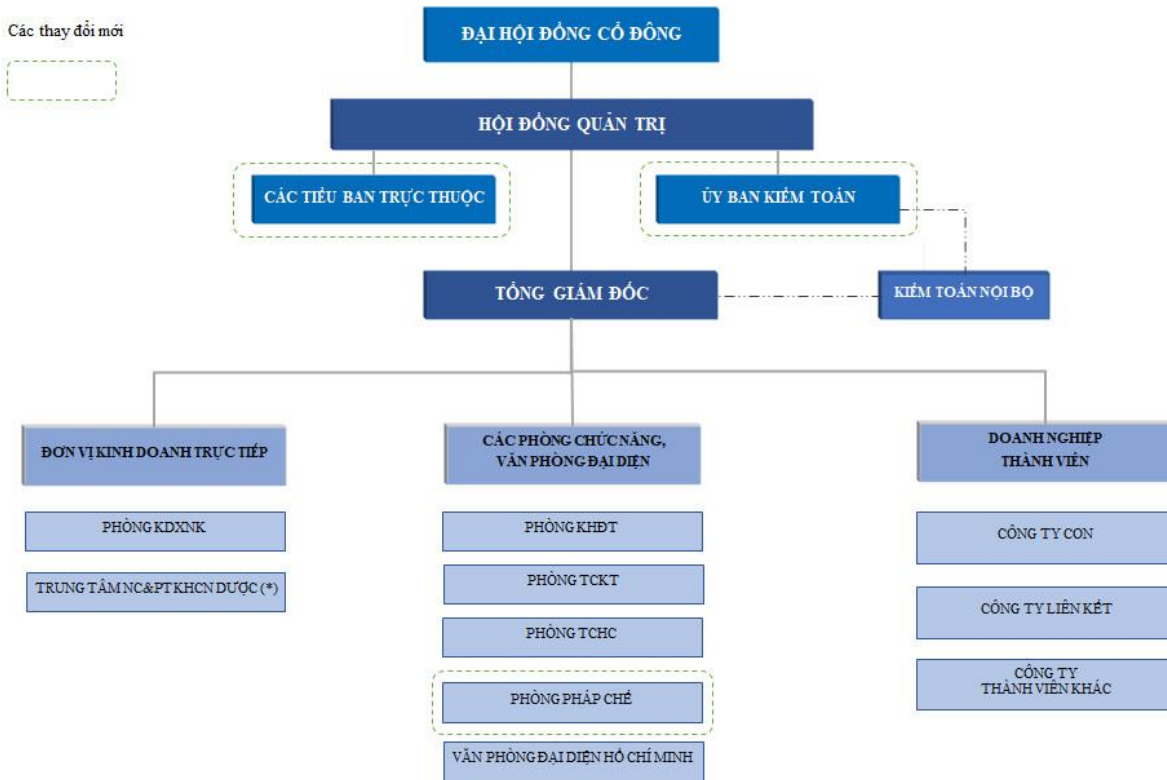 Các thay đổi mới
ĐẠI HỘI ĐỒNG CỔ ĐÔNG
HỘI ĐỒNG QUẢN TRỊ
CÁC TIỂU BAN TRỰC THUỘC
ỦY BAN KIỂM TOÁN
TỔNG GIÁM ĐỐC
KIỂM TOÁN NỘI BỘ
ĐƠN VỊ KINH DOANH TRỰC TIẾP
PHÒNG KDXNK
TRUNG TÂM NC&PT KHCN DƯỢC (*)
CÁC PHÒNG CHỨC NĂNG,
VĂN PHÒNG ĐẠI DIỆN
PHÒNG KHĐT
PHÒNG TCKT
PHÒNG TCHC
PHÒNG PHÁP CHẾ
VĂN PHÒNG ĐẠI DIỆN HỒ CHÍ MINH
DOANH NGHIỆP
THÀNH VIÊN
CÔNG TY CON
CÔNG TY LIÊN KẾT
CÔNG TY
THÀNH VIÊN KHÁC